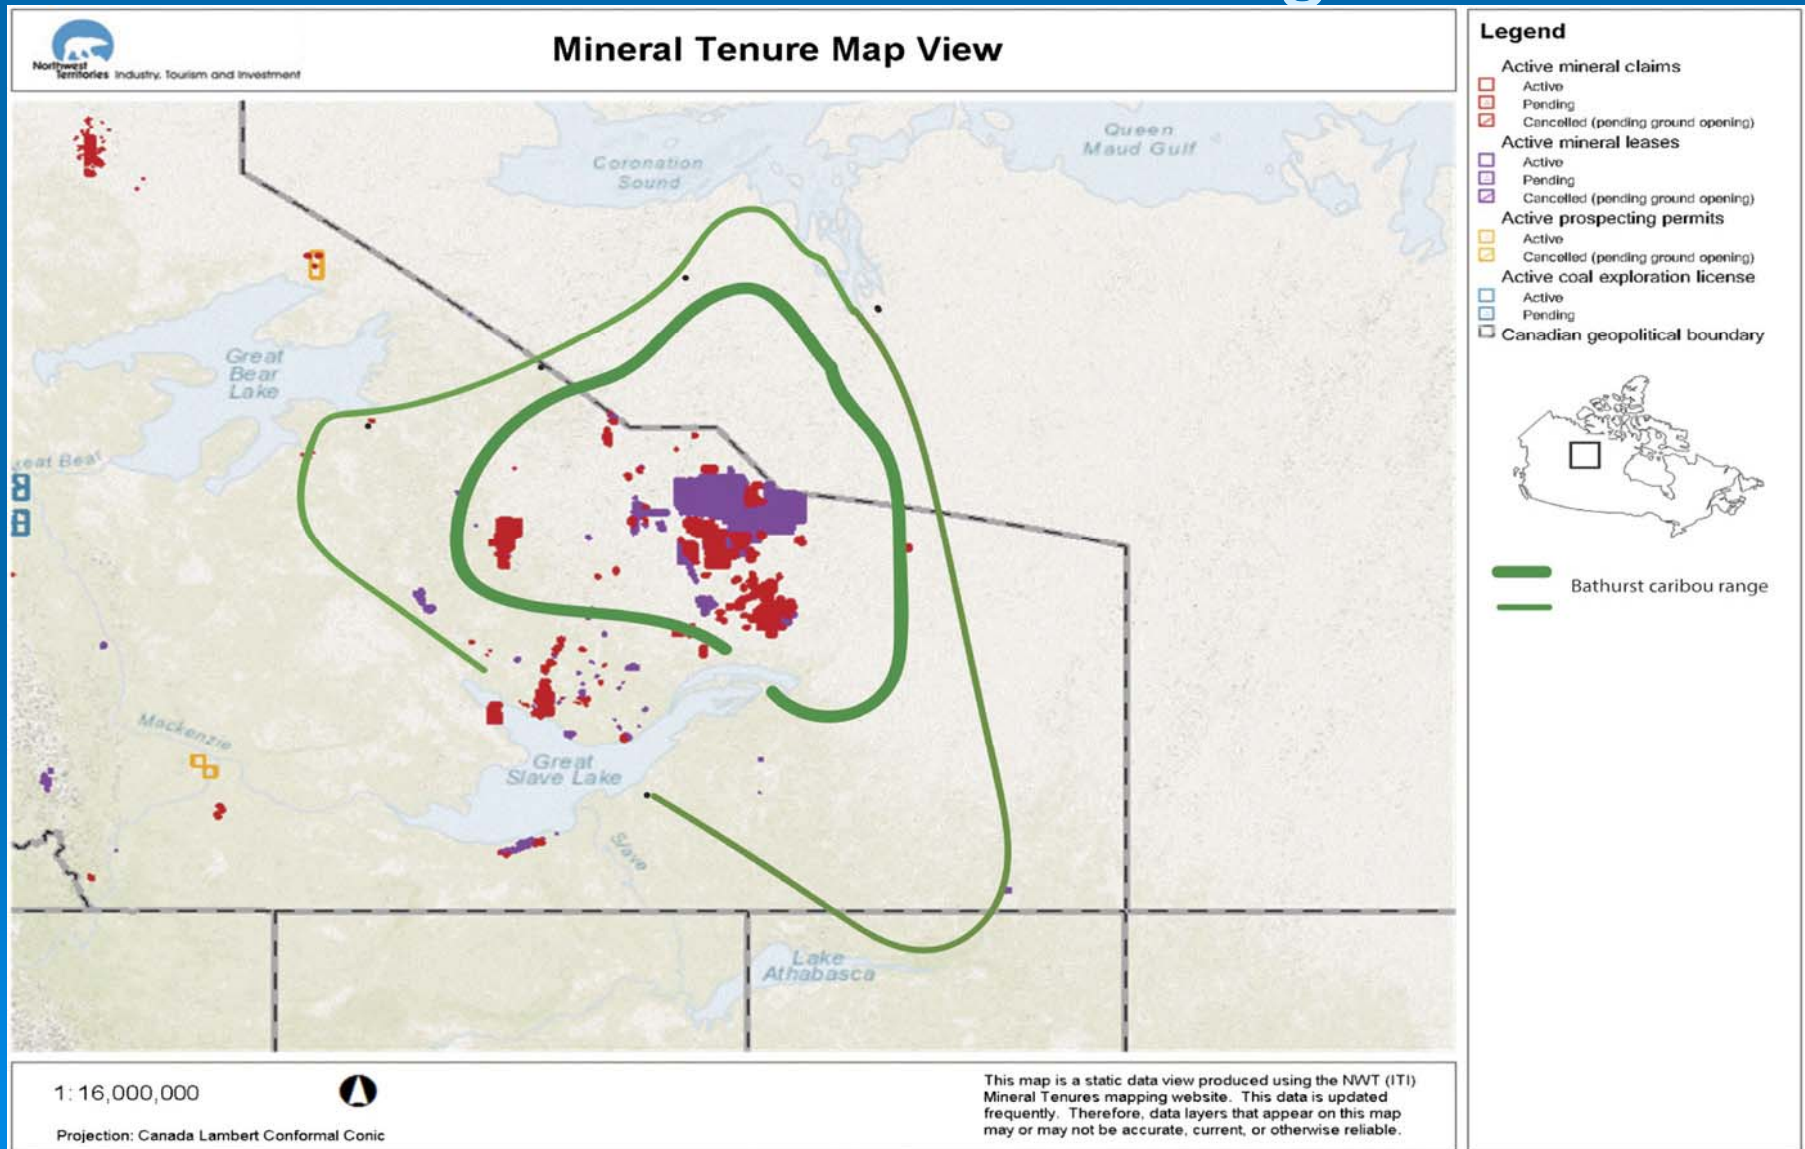 Northwest
Territories Industry, Tourism and Investment
Mineral Tenure Map View
Coronation
Sound
Queen
Maud Gulf
Great
Bear
Lake
Mackenzie
Great
Slave Lake
Slave
Lake
Athabasca
1:16,000,000
Projection: Canada Lambert Conformal Conic
This map is a static data view produced using the NWT (ITI)
Mineral Tenures mapping website. This data is updated
frequently. Therefore, data layers that appear on this map
may or may not be accurate, current, or otherwise reliable.
Legend
Active mineral claims
Active
Pending
Cancelled (pending ground opening)
Active mineral leases
Active
Pending
Cancelled (pending ground opening)
Active prospecting permits
Active
Cancelled (pending ground opening)
Active coal exploration license
Active
Pending
Canadian geopolitical boundary
Bathurst caribou range